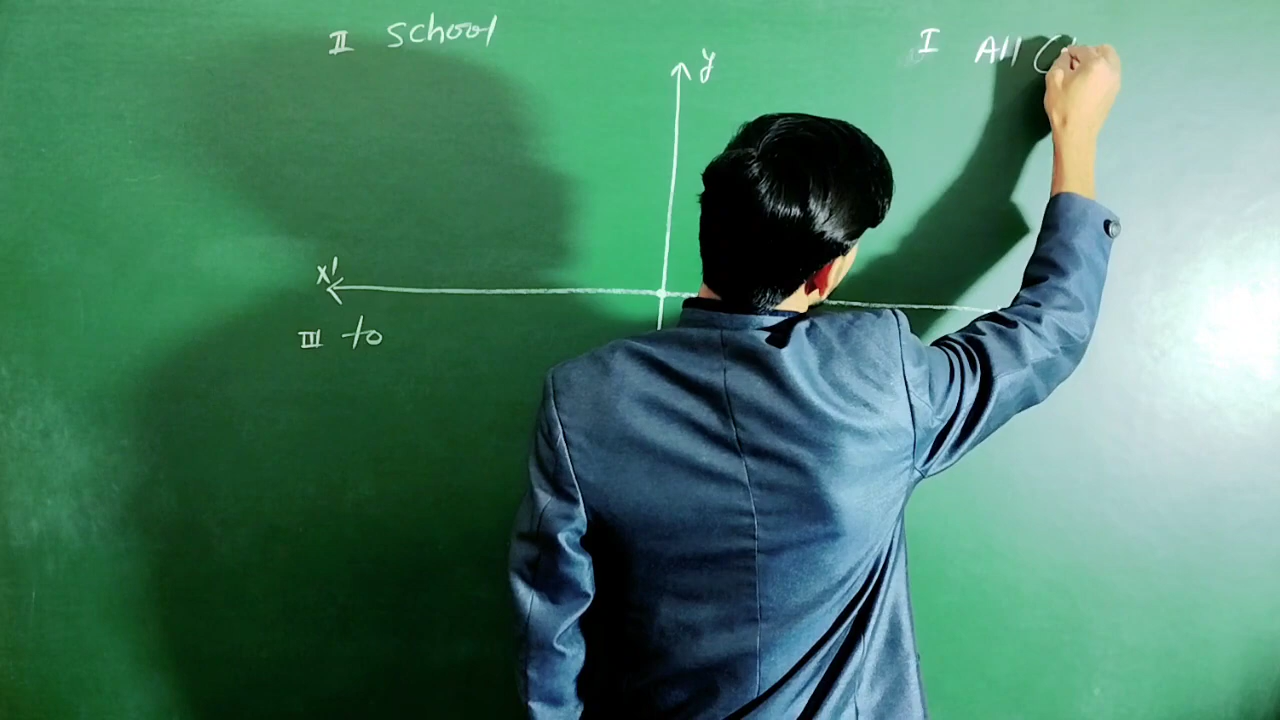 II School
I All (
y
x'
III to